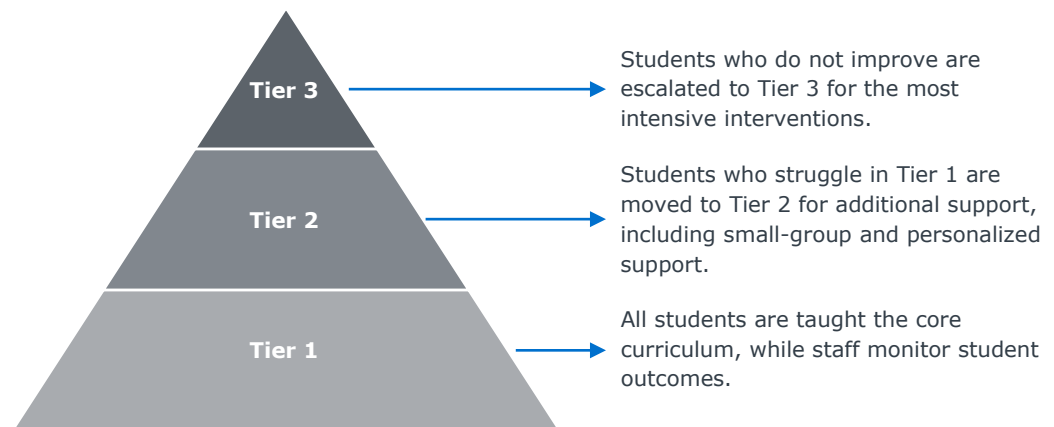 Tier 3
Students who do not improve are
escalated to Tier 3 for the most
intensive interventions.
Tier 2
Students who struggle in Tier 1 are
moved to Tier 2 for additional support,
including small-group and personalized
support.
Tier 1
All students are taught the core
curriculum, while staff monitor student
outcomes.